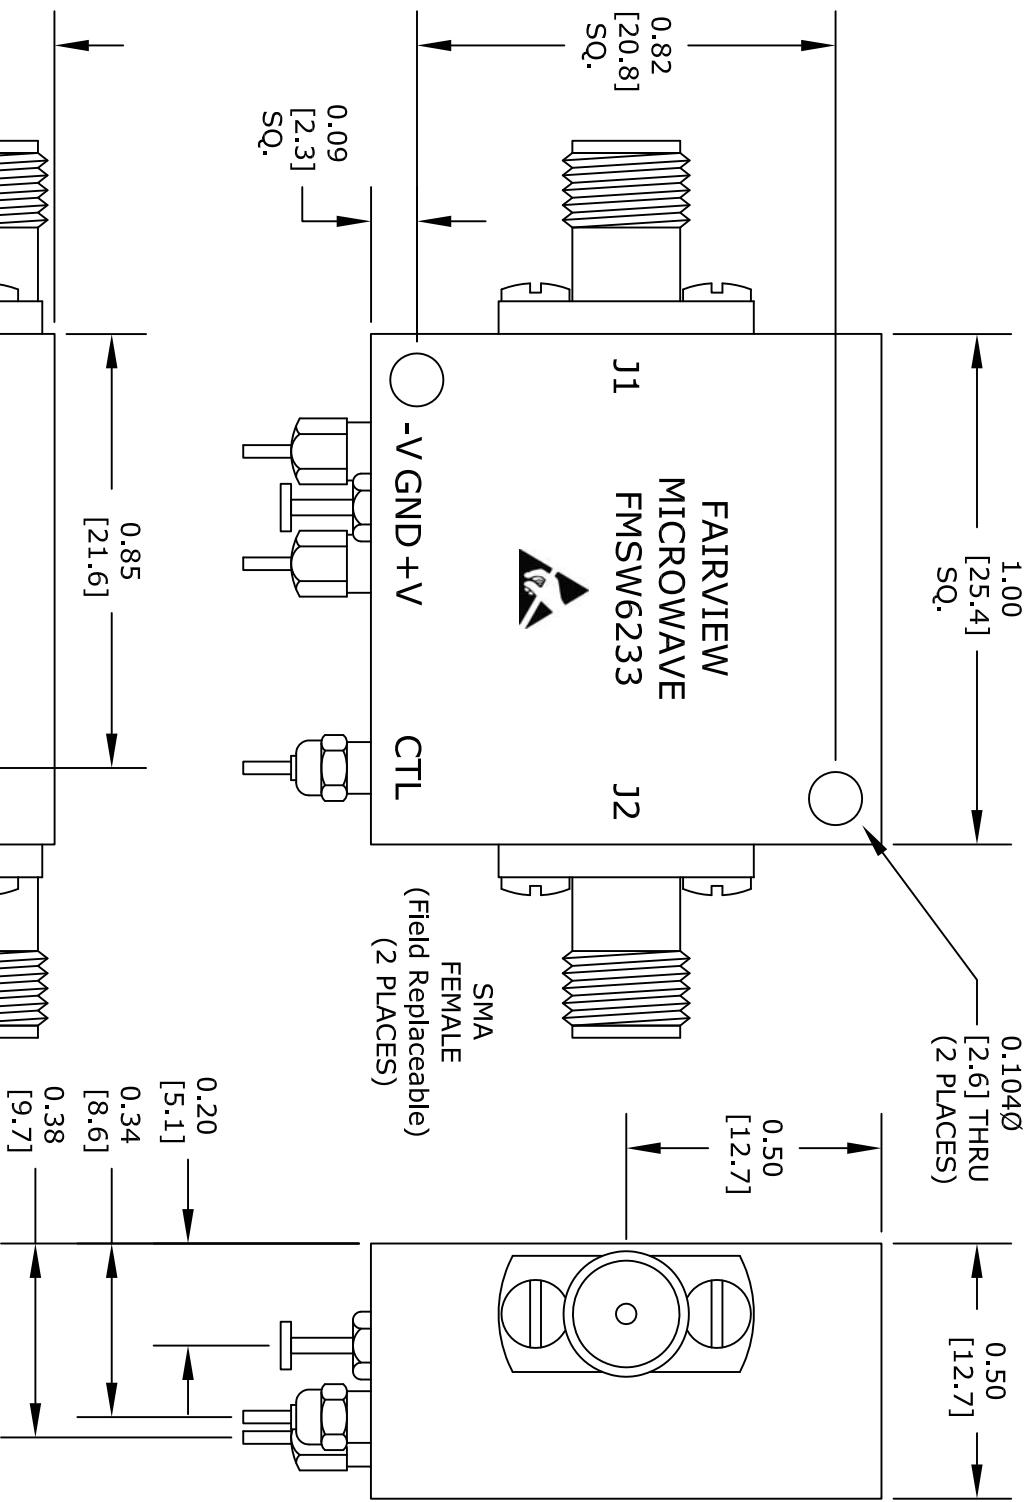 1.00
[25.4]
SQ.
0.104Ø
[2.6] THRU
(2 PLACES)
0.50
[12.7]
0.82
[20.8]
SQ.
FAIRVIEW
MICROWAVE
FMSW6233
J1
J2
0.50
[12.7]
-V GND +V
CTL
SMA
FEMALE
(Field Replaceable)
(2 PLACES)
0.09
[2.3]
SQ.
0.20
[5.1]
0.85
[21.6]
0.34
[8.6]
0.38
[9.7]